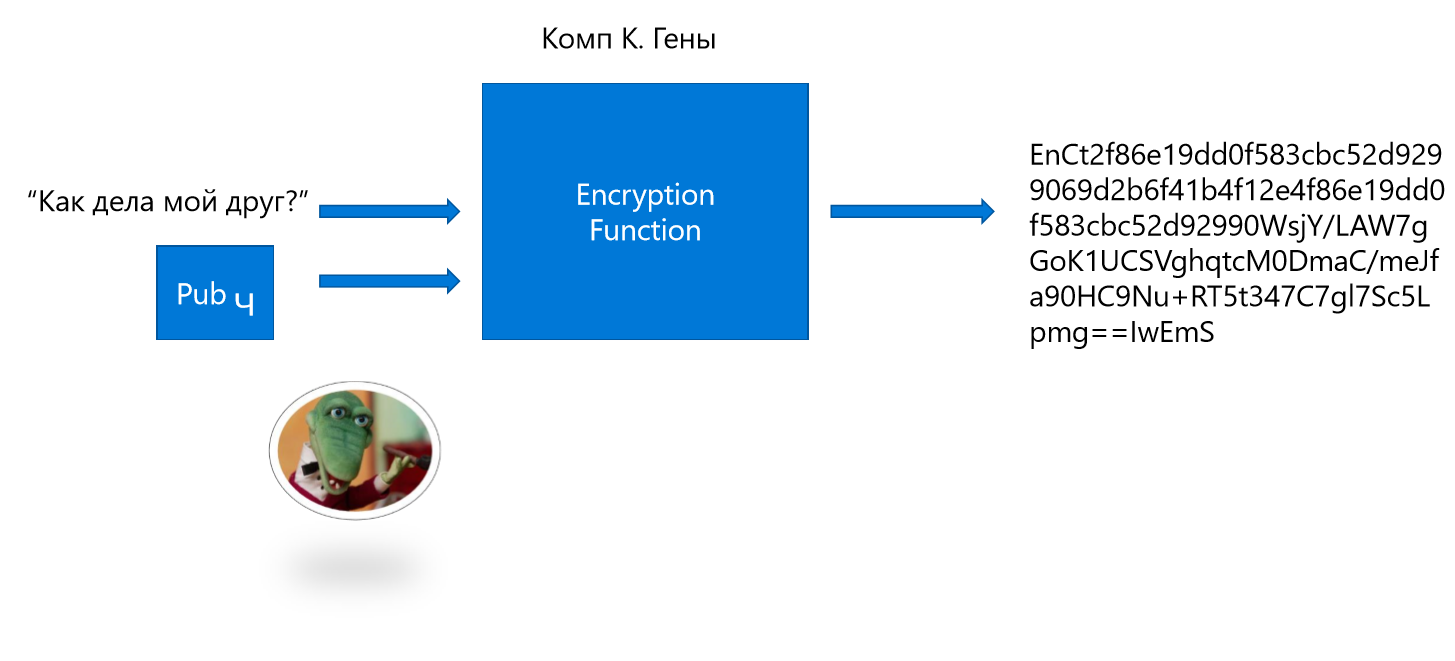 Комп К. Гены
“Как дела мой друг?”
Pub ч
Encryption
Function
EnCt2f86e19dd0f583cbc52d929
9069d2b6f41b4f12e4f86e19dd0
f583cbc52d92990WsjY/LAW7g
GoK1UCSVghqtcM0DmaC/meJf
a90HC9Nu+RT5t347C7gl7Sc5L
pmg==IwEmS